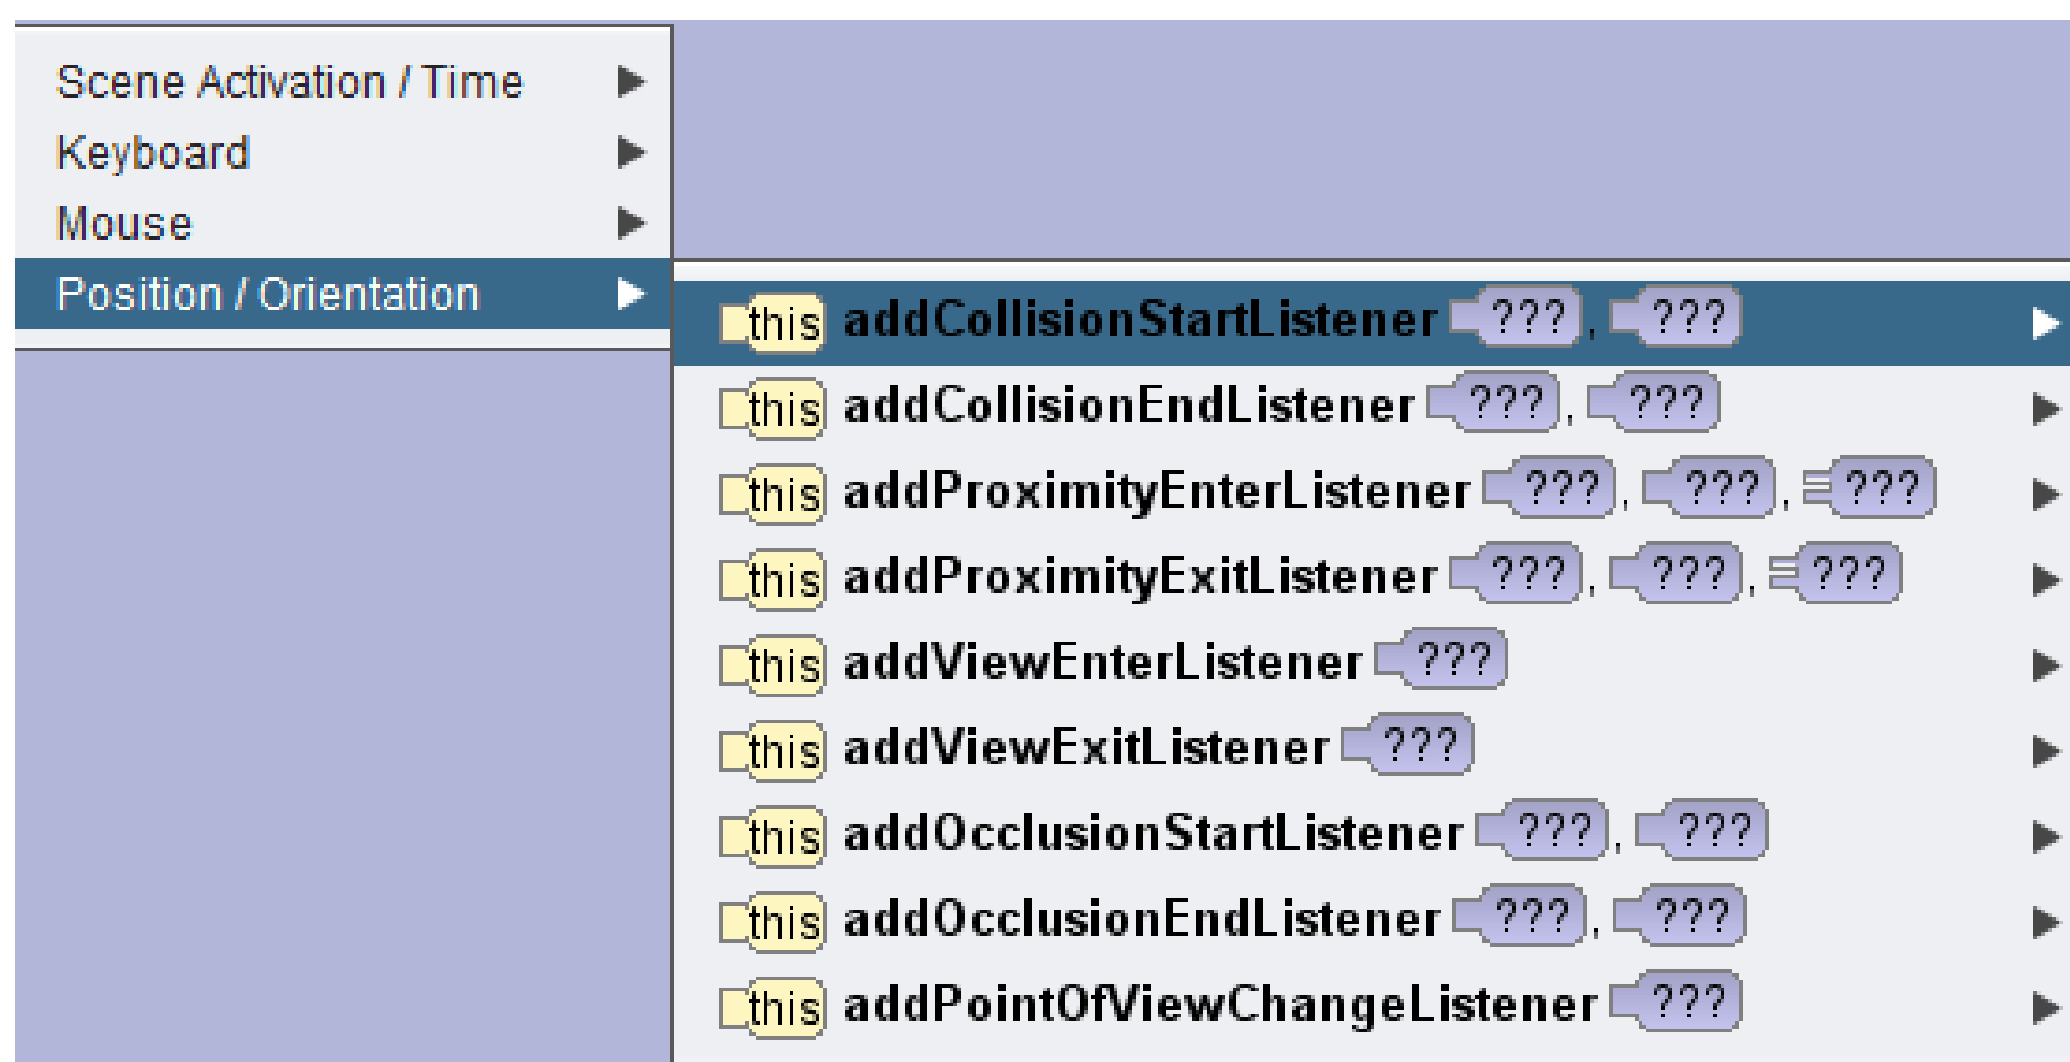 Scene Activation / Time
Keyboard
Mouse
Position / Orientation
this addCollisionStartListener ???, ???
this addCollisionEndListener ???, ???
this addProximityEnterListener ???, ???, ???
this addProximityExitListener ???, ???, ???
this addViewEnterListener ???
this addViewExitListener ???
this addOcclusionStartListener ???, ???
this addOcclusionEndListener ???, ???
this addPointOfViewChangeListener ???